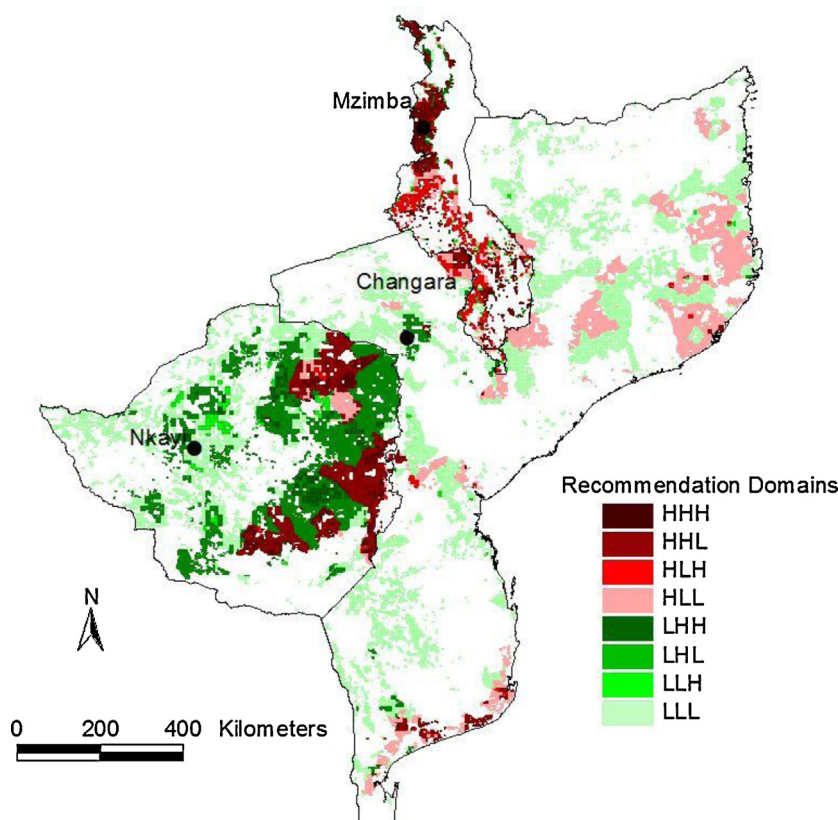 Mzimba
Changara
Nkayi
Recommendation Domains
HHH
HHL
HLH
HLL
LHH
LHL
LLH
LLL
N
0 200 400 Kilometers